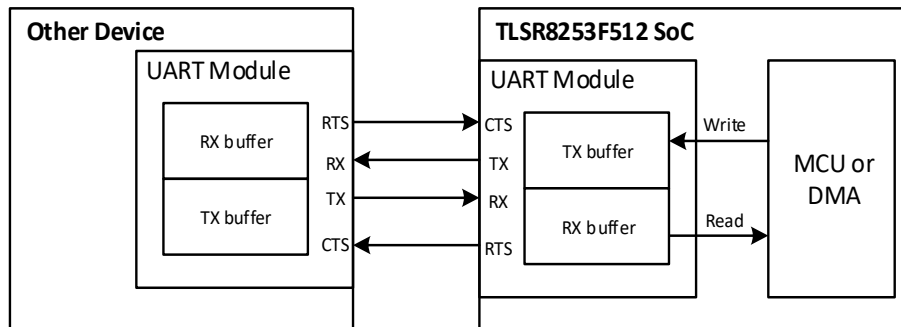 Other Device
UART Module
RX buffer
TX buffer
RTS
RX
TX
CTS
TLSR8253F512 SoC
UART Module
CTS
TX
RX
RTS
TX buffer
RX buffer
Write
Read
MCU or
DMA